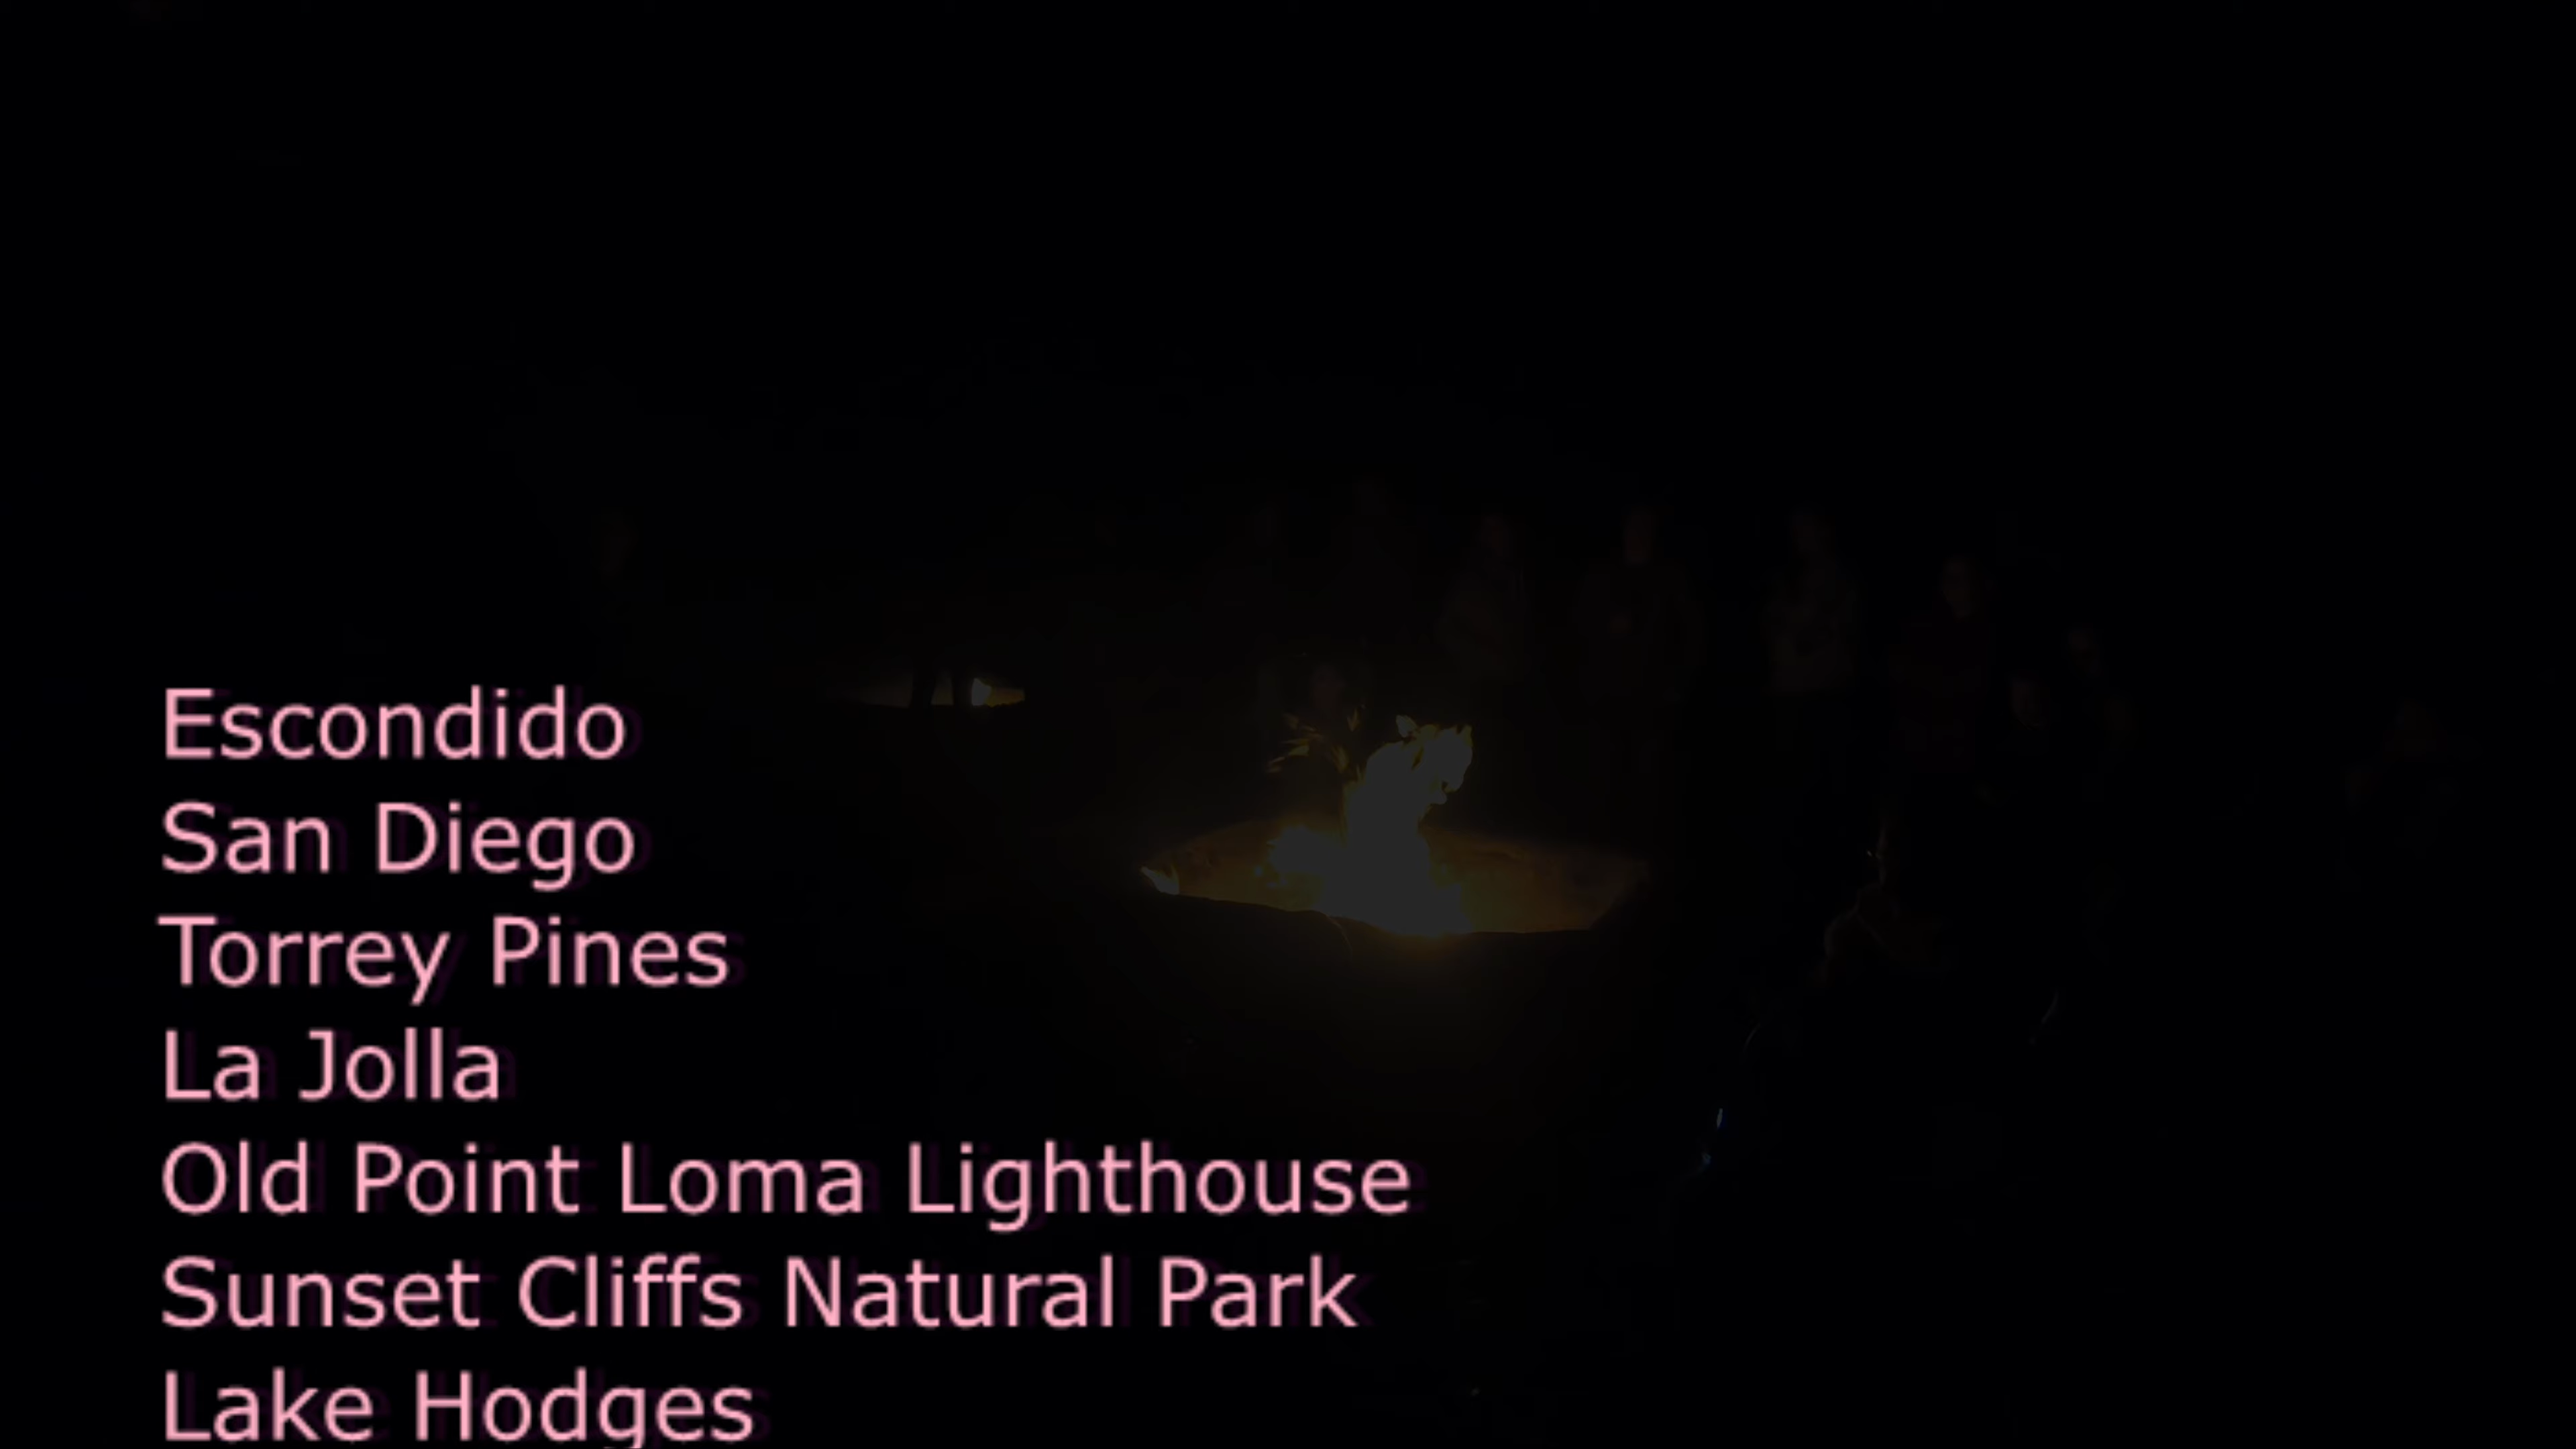 Escondido
San Diego
Torrey Pines
La Jolla
Old Point Loma Lighthouse
Sunset Cliffs Natural Park
Lake Hodges